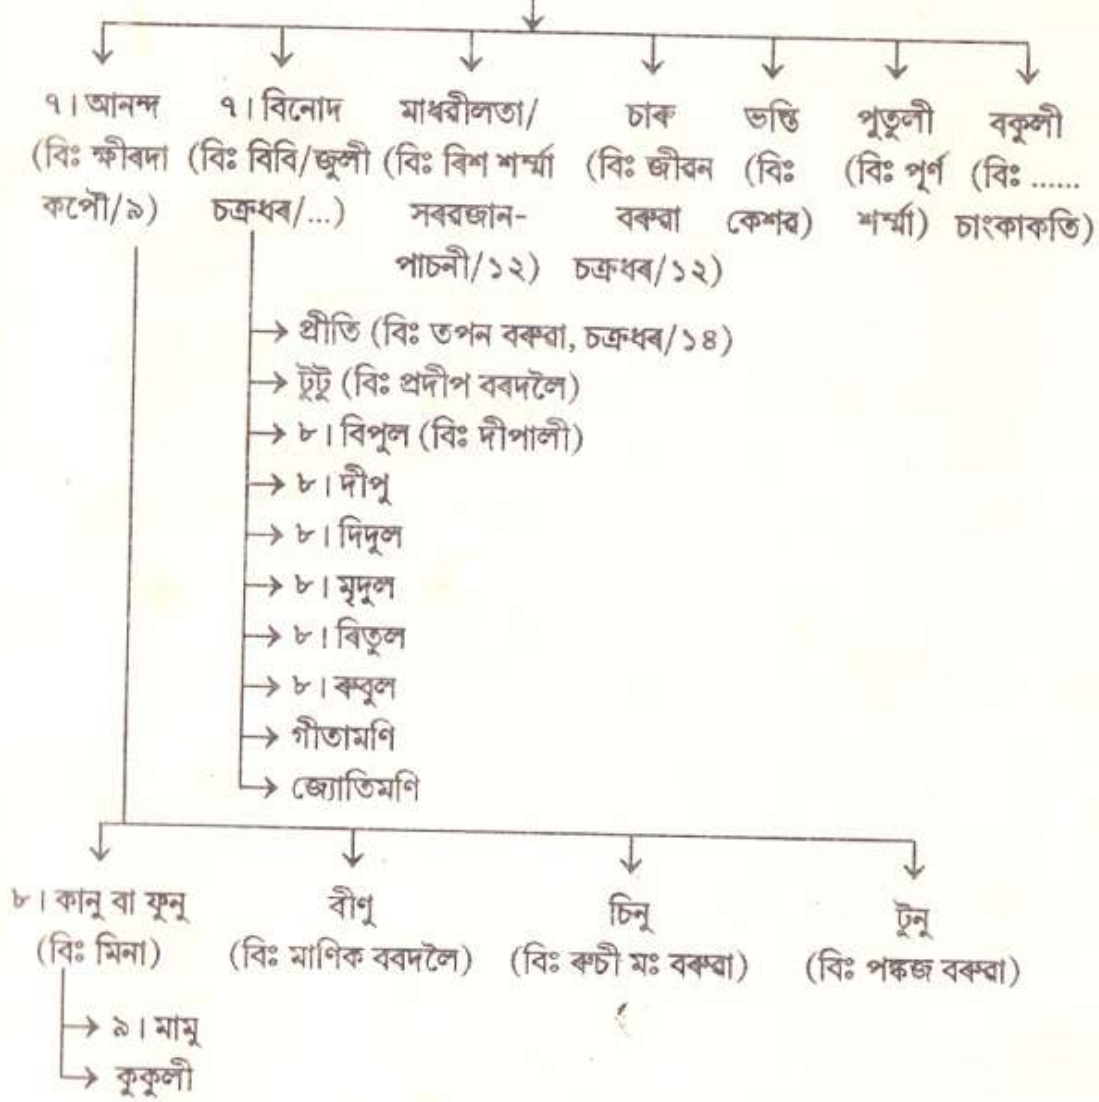 ৭। আনন্দ ৭। বিনোদ মাধৱীলতা/ চাৰু ভন্তি পুতুলী বকুলী
(বিঃ ক্ষীৰদা (বিঃ বিবি/জুলী (বিঃ বিশ শৰ্ম্মা (বিঃ জীৱন (বিঃ (বিঃ পূৰ্ণ (বিঃ ......
কপৌ/৯) চক্ৰধৰ/...) সৰবজান- বৰুৱা কেশৱ) শৰ্ম্মা) চাংকাকতি)
পাচনী/১২) চক্ৰধৰ/১২)
প্ৰীতি (বিঃ তপন বৰুৱা, চক্ৰধৰ/১৪)
টুটু (বিঃ প্ৰদীপ বৰদলৈ)
৮। বিপুল (বিঃ দীপালী)
৮। দীপু
৮। দিদুল
৮। মৃদুল
৮। ৰিতুল
৮। ৰুবুল
গীতামণি
জ্যোতিমণি
৮। কানু বা ফুনু বীণু চিনু টুনু
(বিঃ মিনা) (বিঃ মাণিক বৰদলৈ) (বিঃ ৰুচী মঃ বৰুৱা) (বিঃ পঙ্কজ বৰুৱা)
৯। মামু
কুকুলী